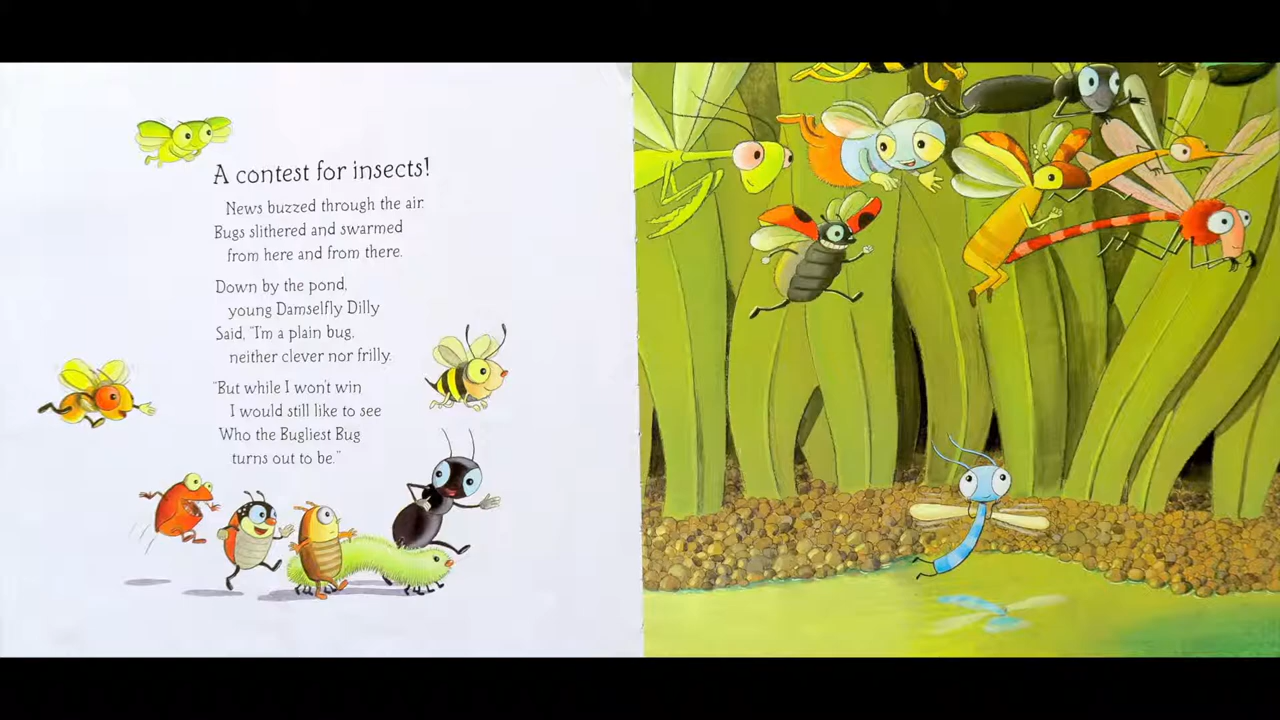 A contest for insects!
News buzzed through the air.
Bugs slithered and swarmed
from here and from there.
Down by the pond,
young Damselfly Dilly
Said, "I'm a plain bug,
neither clever nor frilly.
"But while I won't win
I would still like to see
Who the Bugliest Bug
turns out to be."